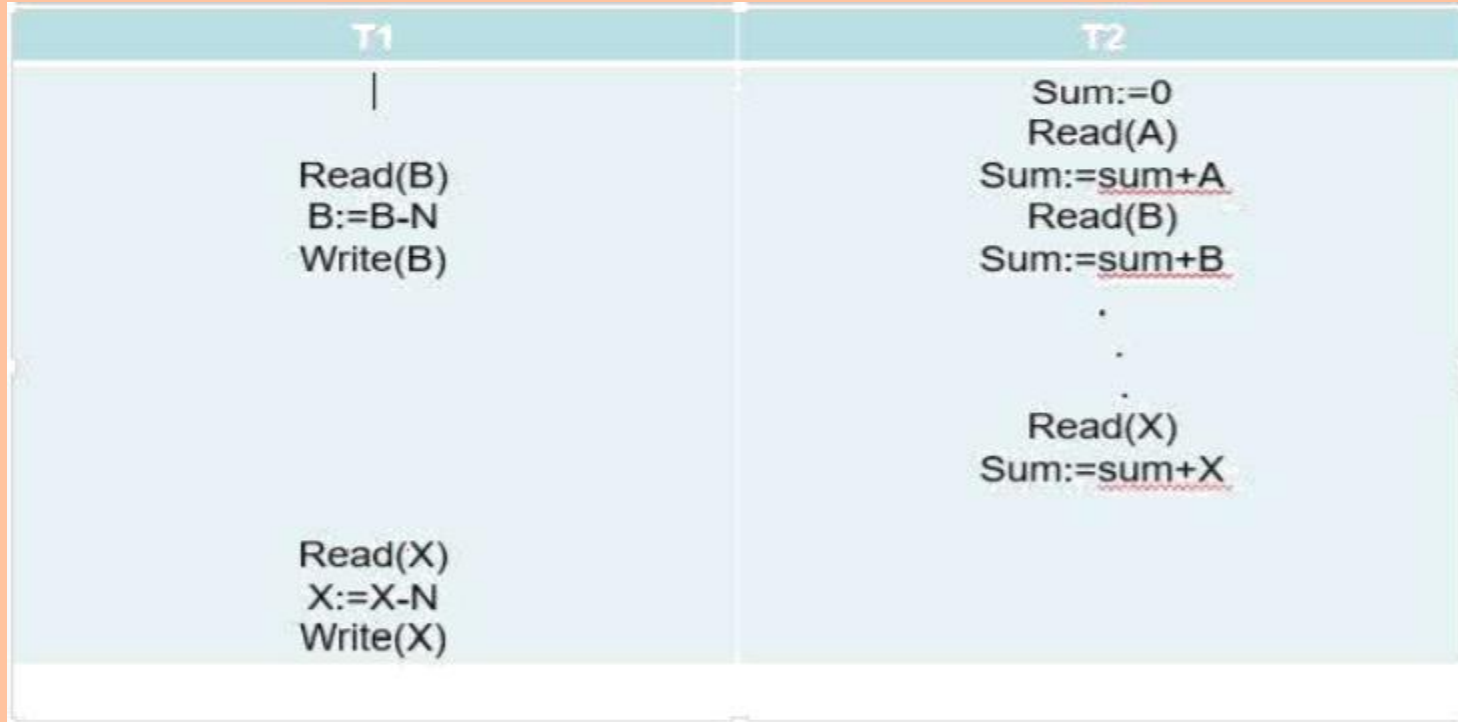 T1
T2
Read(B)
B:=B-N
Write(B)
Read(X)
X:=X-N
Write(X)
Sum:=0
Read(A)
Sum:=sum+A
Read(B)
Sum:=sum+B
.
.
.
Read(X)
Sum:=sum+X